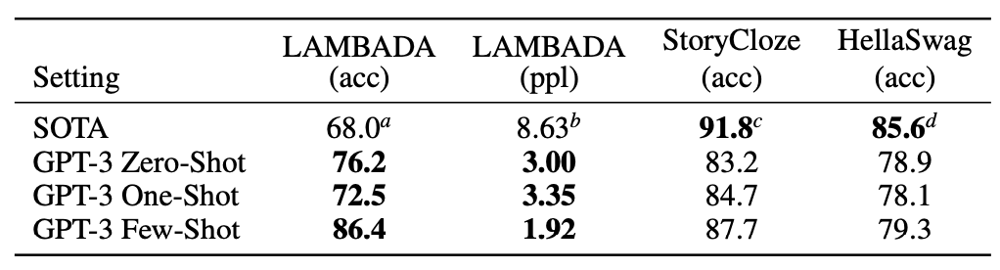 LAMBADA LAMBADA StoryCloze HellaSwag
Setting (acc) (ppl) (acc) (acc)
SOTA 68.0a 8.63b 91.8c 85.6d
GPT-3 Zero-Shot 76.2 3.00 83.2 78.9
GPT-3 One-Shot 72.5 3.35 84.7 78.1
GPT-3 Few-Shot 86.4 1.92 87.7 79.3